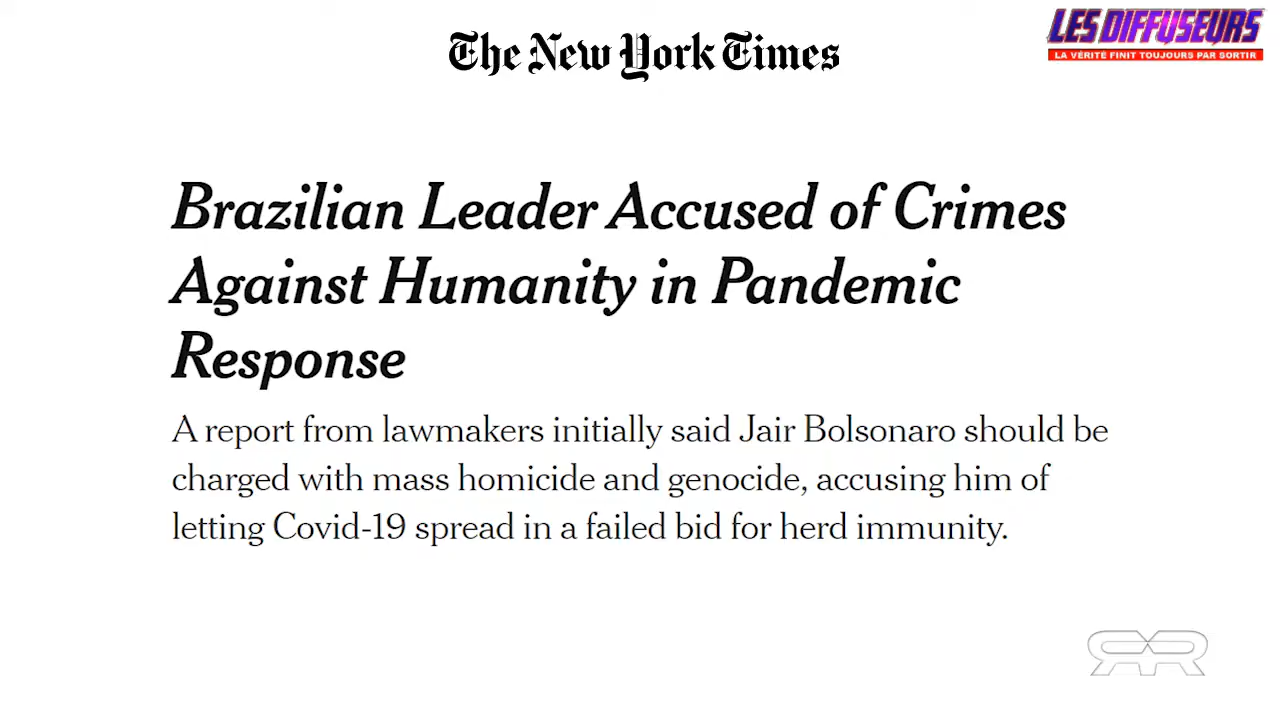 The New York Times
LES DIFFUSEURS
LA VÉRITÉ FINIT TOUJOURS PAR SORTIR
Brazilian Leader Accused of Crimes
Against Humanity in Pandemic
Response
A report from lawmakers initially said Jair Bolsonaro should be
charged with mass homicide and genocide, accusing him of
letting Covid-19 spread in a failed bid for herd immunity.
RR